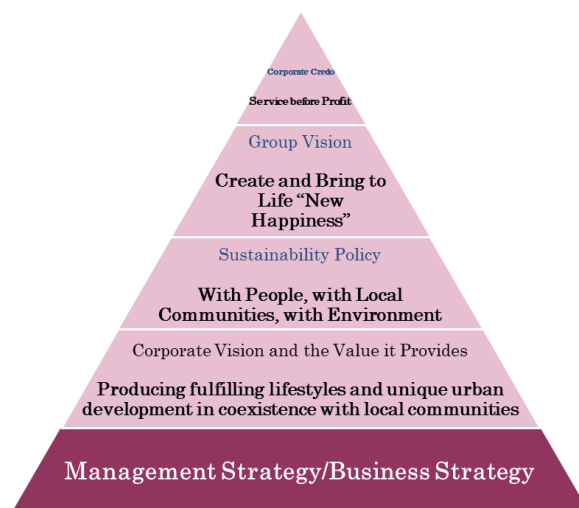 Corporate Credo
Service before Profit
Group Vision
Create and Bring to
Life “New
Happiness”
Sustainability Policy
With People, with Local
Communities, with Environment
Corporate Vision and the Value it Provides
Producing fulfilling lifestyles and unique urban
development in coexistence with local communities
Management Strategy/Business Strategy